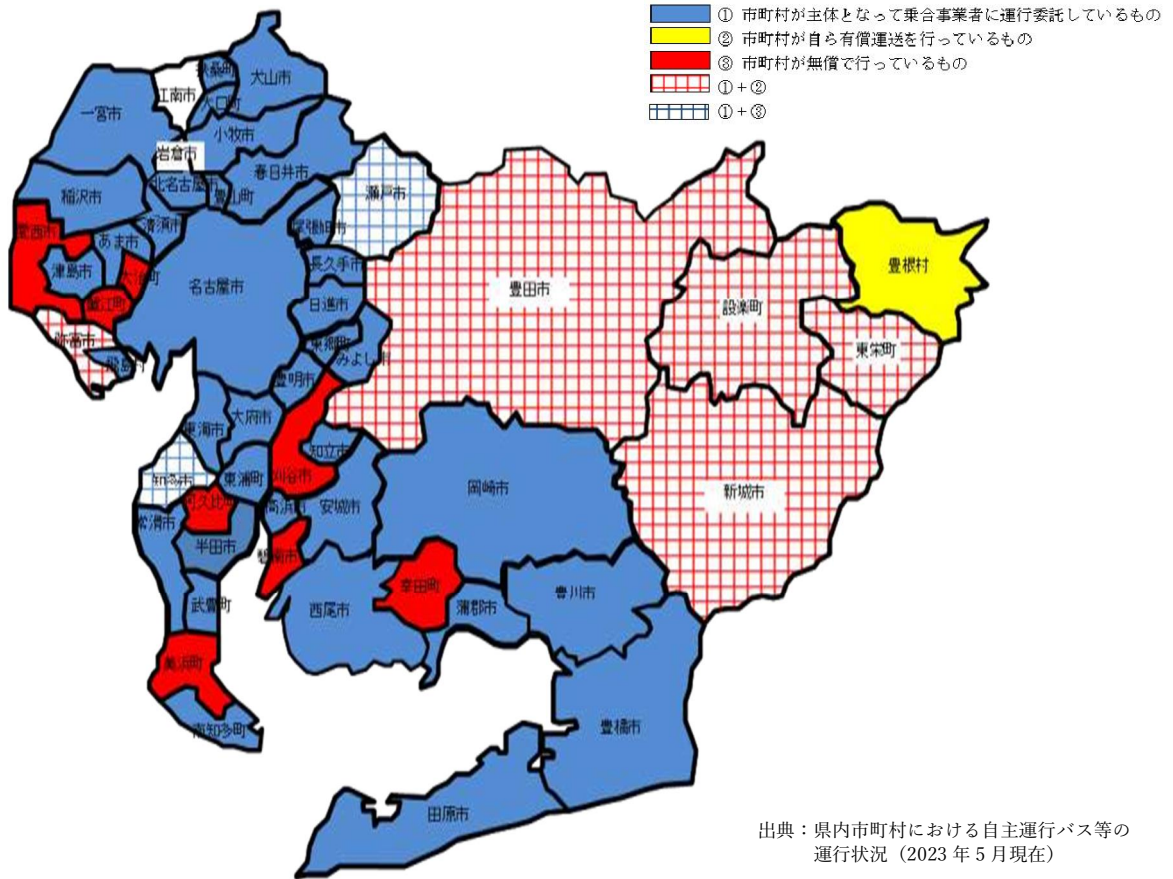 ① 市町村が主体となって乗合事業者に運行委託しているもの
② 市町村が自ら有償運送を行っているもの
③ 市町村が無償で行っているもの
①+②
①+③
扶桑町
犬山市
江南市
大口町
一宮市
小牧市
岩倉市
春日井市
北名古屋市
豊山町
瀬戸市
稲沢市
清須市
尾張旭市
愛西市
あま市
長久手市
津島市
大治町
名古屋市
豊田市
豊根村
日進市
蟹江町
設楽町
弥富市
東郷町
みよし市
東栄町
飛島村
豊明市
大府市
東海市
知立市
知多市
東浦町
刈谷市
岡崎市
新城市
阿久比町
高浜町
安城市
常滑市
半田市
碧南市
幸田町
豊川市
武豊町
西尾市
蒲郡市
美浜町
南知多町
豊橋市
田原市
出典：県内市町村における自主運行バス等の
運行状況（2023 年 5 月現在）